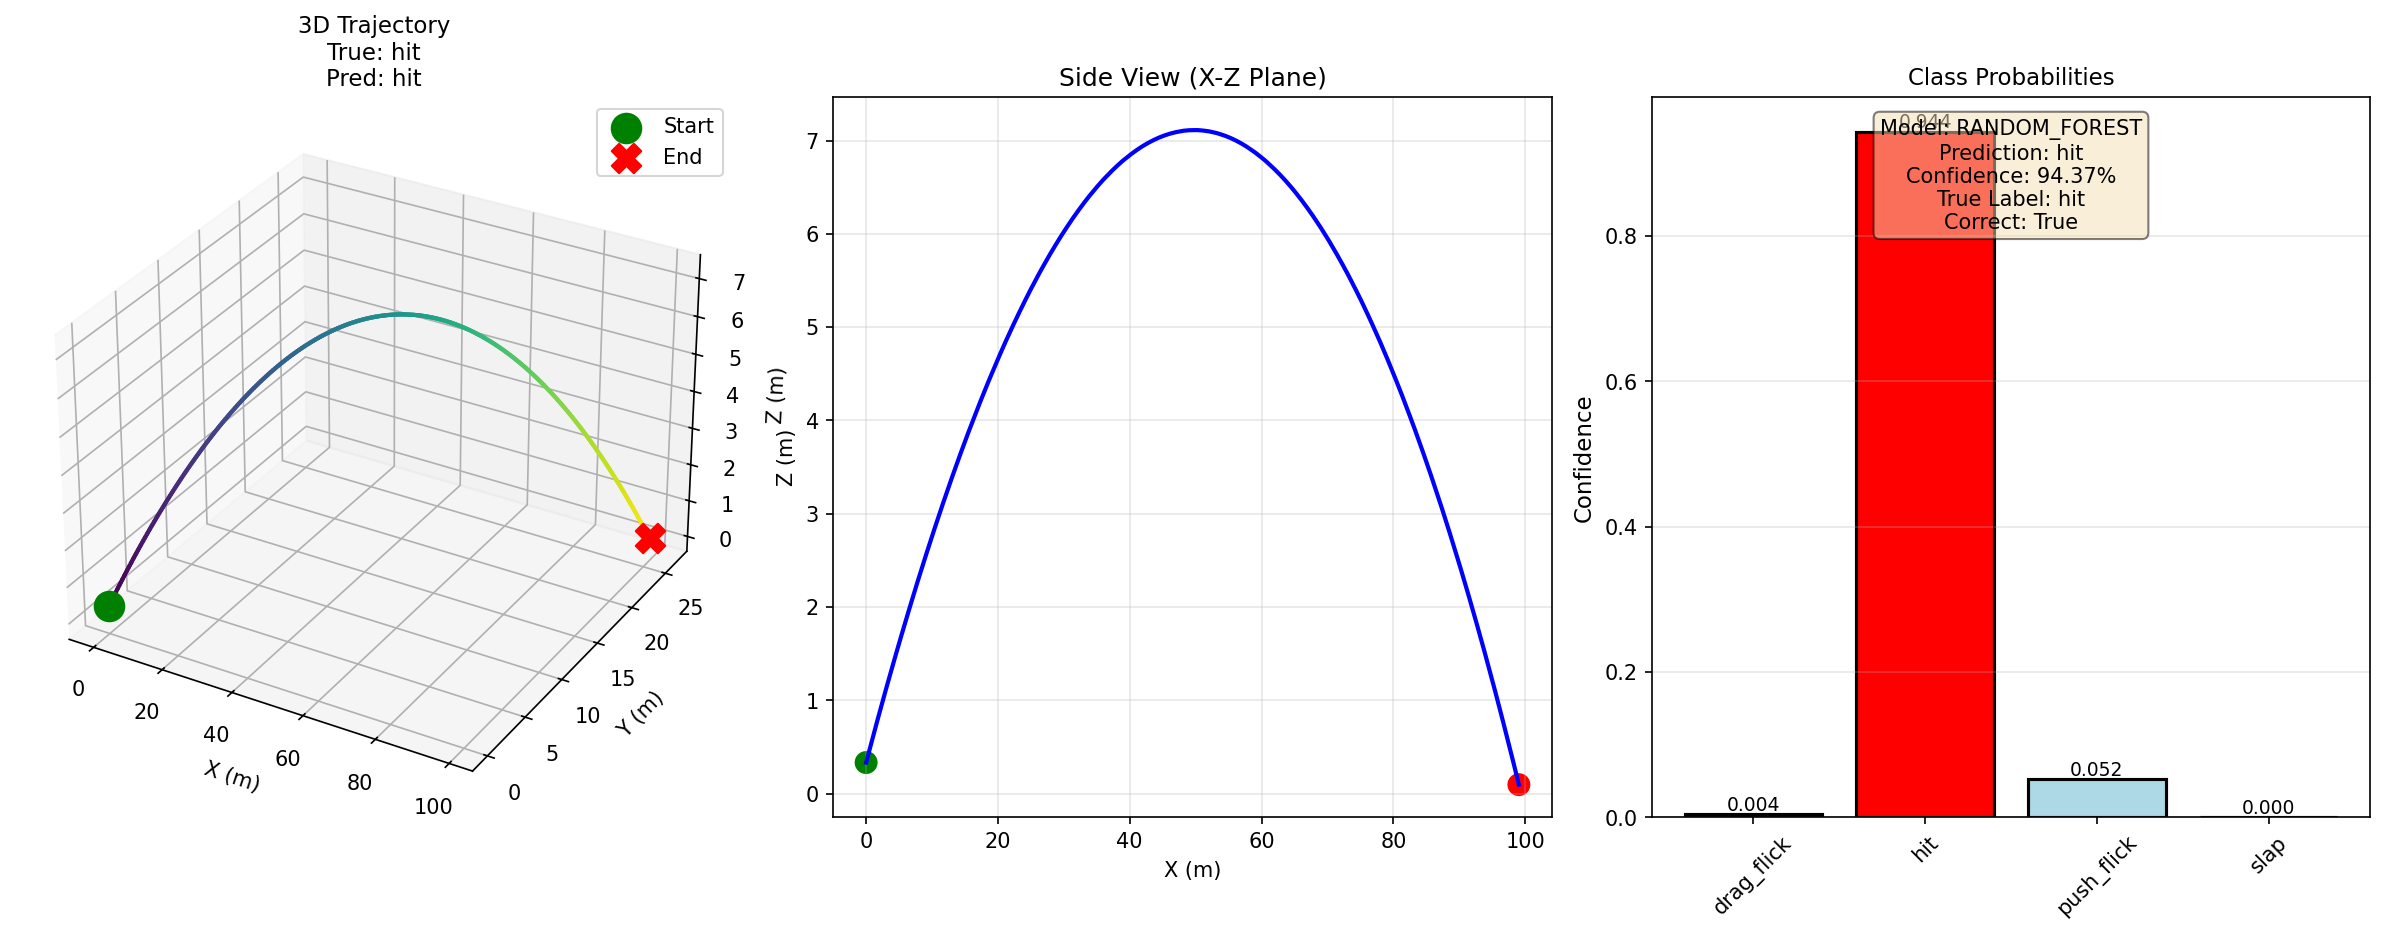 3D Trajectory
True: hit
Pred: hit
Start
End
7
6
5
4
3
2
1
0
Z (m)
0
20
40
60
80
100
X (m)
0
5
10
15
20
25
Y (m)
Side View (X-Z Plane)
7
6
5
4
3
2
1
0
Z (m)
0
20
40
60
80
100
X (m)
Class Probabilities
0.944
Model: RANDOM_FOREST
Prediction: hit
Confidence: 94.37%
True Label: hit
Correct: True
0.8
0.6
0.4
0.2
0.0
Confidence
0.004
0.052
0.000
drag_flick
hit
push_flick
slap